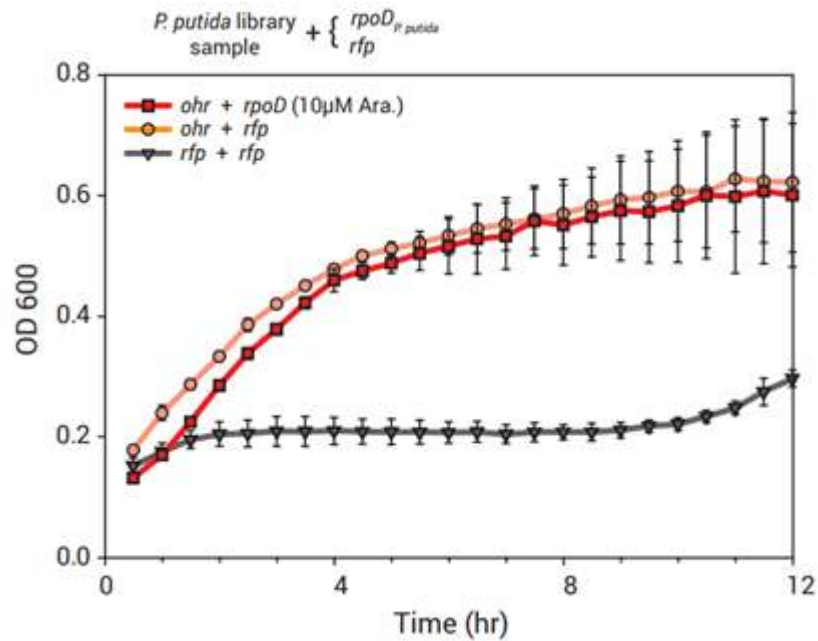 P. putida library
sample
+ {
rpoD P. putida
rfp
0.8
ohr + rpoD (10µM Ara.)
ohr + rfp
rfp + rfp
0.6
0.4
0.2
0.0
OD 600
0
4
8
12
Time (hr)